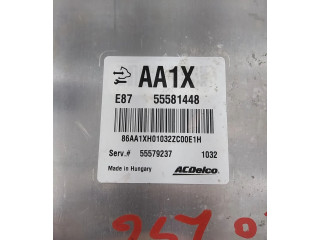 AA1X
E87 55581448
86AA1XH01032ZC00E1H
Serv.# 55579237 1032
Made in Hungary ACDelco